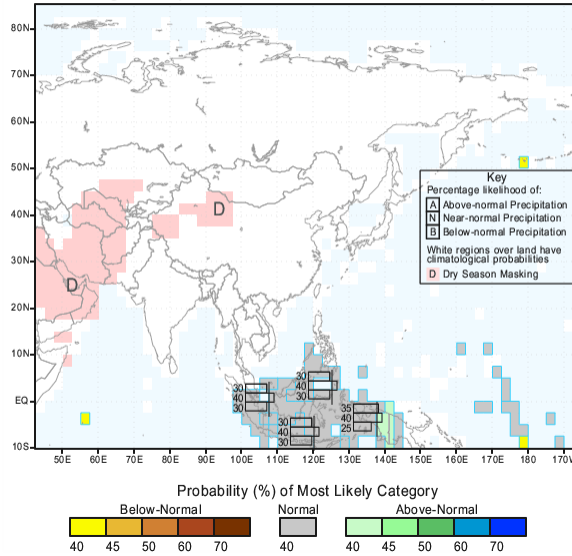 80N
70N
60N
50N
40N
30N
20N
10N
EQ
10S
50E
60E
70E
80E
90E
100E
110E
120E
130E
140E
150E
160E
170E
180
170W
D
D
Key
Percentage likelihood of:
A Above-normal Precipitation
N Near-normal Precipitation
B Below-normal Precipitation
White regions over land have
climatological probabilities
D Dry Season Masking
30
40
30
30
40
30
35
40
25
30
40
30
Probability (%) of Most Likely Category
Below-Normal Normal Above-Normal
40 45 50 60 70 40 40 45 50 60 70